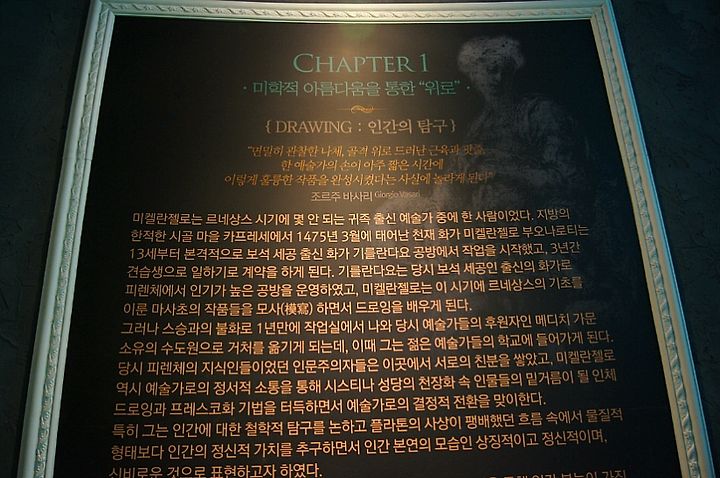 CHAPTER 1
· 미학적 아름다움을 통한 “위로” ·
{ DRAWING : 인간의 탐구 }
“면밀히 관찰한 나체, 골격 위로 드러난 근육과 핏줄,
한 예술가의 손이 아주 짧은 시간에
이렇게 훌륭한 작품을 완성시켰다는 사실에 놀라게 된다”
조르주 바사리 Giorgio Vasari
미켈란젤로는 르네상스 시기에 몇 안 되는 귀족 출신 예술가 중에 한 사람이었다. 지방의
한적한 시골 마을 카프레세에서 1475년 3월에 태어난 천재 화가 미켈란젤로 부오나로티는
13세부터 본격적으로 보석 세공 출신 화가 기를란다요 공방에서 작업을 시작했고, 3년간
견습생으로 일하기로 계약을 하게 된다. 기를란다요는 당시 보석 세공인 출신의 화가로
피렌체에서 인기가 높은 공방을 운영하였고, 미켈란젤로는 이 시기에 르네상스의 기초를
이룬 마사초의 작품들을 모사(模寫) 하면서 드로잉을 배우게 된다.
그러나 스승과의 불화로 1년만에 작업실에서 나와 당시 예술가들의 후원자인 메디치 가문
소유의 수도원으로 거처를 옮기게 되는데, 이때 그는 젊은 예술가들의 학교에 들어가게 된다.
당시 피렌체의 지식인들이었던 인문주의자들은 이곳에서 서로의 친분을 쌓았고, 미켈란젤로
역시 예술가로의 정서적 소통을 통해 시스티나 성당의 천장화 속 인물들의 밑거름이 될 인체
드로잉과 프레스코화 기법을 터득하면서 예술가로의 결정적 전환을 맞이한다.
특히 그는 인간에 대한 철학적 탐구를 논하고 플라톤의 사상이 팽배했던 흐름 속에서 물질적
형태보다 인간의 정신적 가치를 추구하면서 인간 본연의 모습인 상징적이고 정신적이며,
신비로운 것으로 표현하고자 하였다.